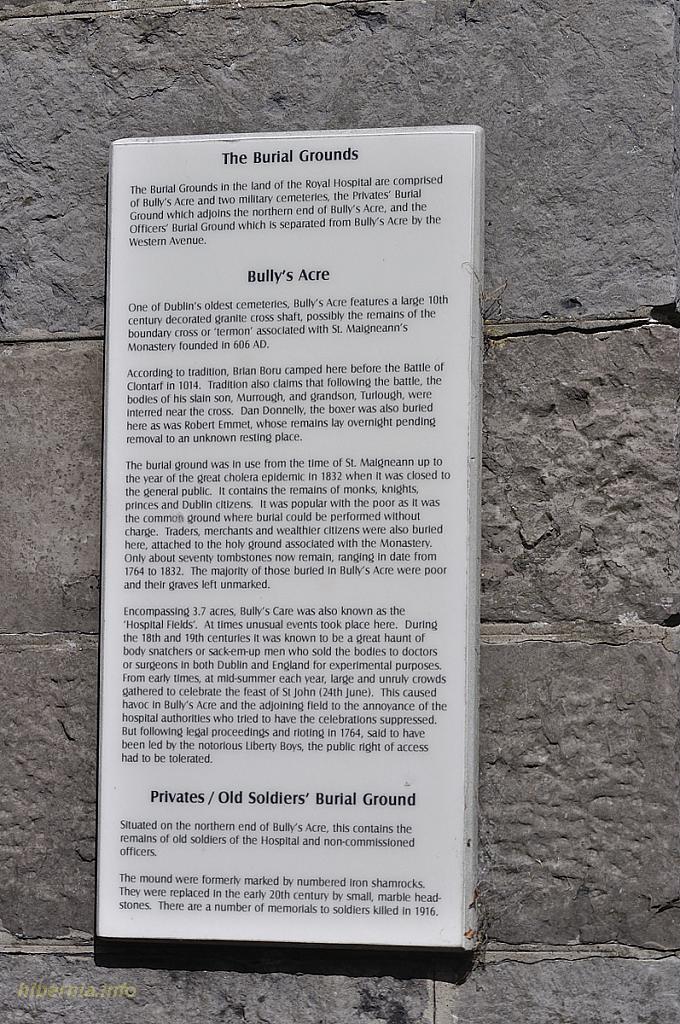 The Burial Grounds
The Burial Grounds in the land of the Royal Hospital are comprised
of Bully's Acre and two military cemeteries, the Privates' Burial
Ground which adjoins the northern end of Bully's Acre, and the
Officers' Burial Ground which is separated from Bully's Acre by the
Western Avenue.
Bully's Acre
One of Dublin's oldest cemeteries, Bully's Acre features a large 10th
century decorated granite cross shaft, possibly the remains of the
boundary cross or 'termon' associated with St. Maigneann's
Monastery founded in 606 AD.
According to tradition, Brian Boru camped here before the Battle of
Clontarf in 1014. Tradition also claims that following the battle, the
bodies of his slain son, Murrough, and grandson, Turlough, were
interred near the cross. Dan Donnelly, the boxer was also buried
here as was Robert Emmet, whose remains lay overnight pending
removal to an unknown resting place.
The burial ground was in use from the time of St. Maigneann up to
the year of the great cholera epidemic in 1832 when it was closed to
the general public. It contains the remains of monks, knights,
princes and Dublin citizens. It was popular with the poor as it was
the common ground where burial could be performed without
charge. Traders, merchants and wealthier citizens were also buried
here, attached to the holy ground associated with the Monastery.
Only about seventy tombstones now remain, ranging in date from
1764 to 1832. The majority of those buried in Bully's Acre were poor
and their graves left unmarked.
Encompassing 3.7 acres, Bully's Care was also known as the
'Hospital Fields'. At times unusual events took place here. During
the 18th and 19th centuries it was known to be a great haunt of
body snatchers or sack-em-up men who sold the bodies to doctors
or surgeons in both Dublin and England for experimental purposes.
From early times, at mid-summer each year, large and unruly crowds
gathered to celebrate the feast of St John (24th June). This caused
havoc in Bully's Acre and the adjoining field to the annoyance of the
hospital authorities who tried to have the celebrations suppressed.
But following legal proceedings and rioting in 1764, said to have
been led by the notorious Liberty Boys, the public right of access
had to be tolerated.
Privates / Old Soldiers' Burial Ground
Situated on the northern end of Bully's Acre, this contains the
remains of old soldiers of the Hospital and non-commissioned
officers.
The mound were formerly marked by numbered iron shamrocks.
They were replaced in the early 20th century by small, marble head-
stones. There are a number of memorials to soldiers killed in 1916.
hibernia.info